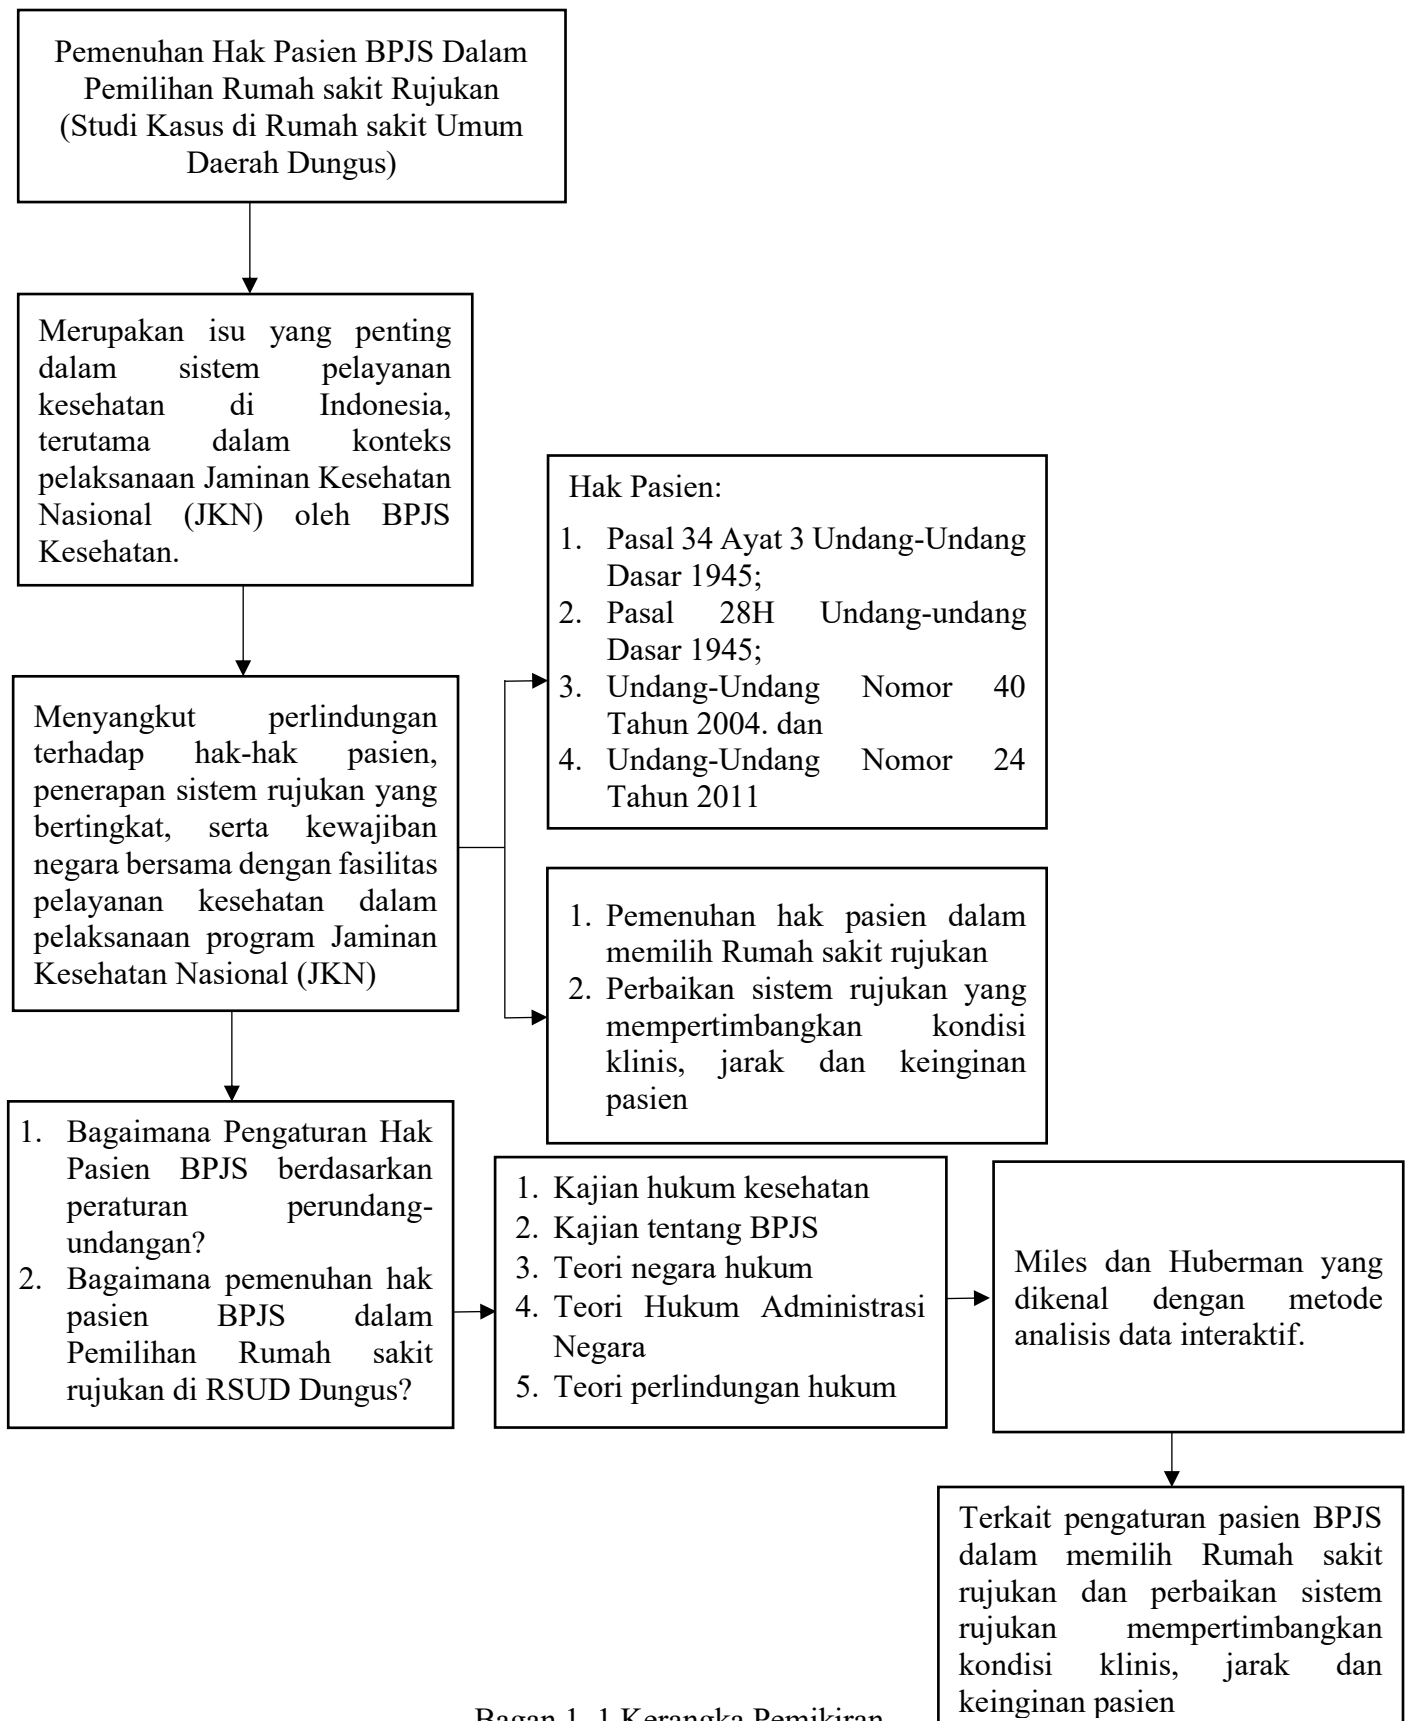 Pemenuhan Hak Pasien BPJS Dalam
Pemilihan Rumah sakit Rujukan
(Studi Kasus di Rumah sakit Umum
Daerah Dungus)
Merupakan isu yang penting
dalam sistem pelayanan
kesehatan di Indonesia,
terutama dalam konteks
pelaksanaan Jaminan Kesehatan
Nasional (JKN) oleh BPJS
Kesehatan.
Menyangkut perlindungan
terhadap hak-hak pasien,
penerapan sistem rujukan yang
bertingkat, serta kewajiban
negara bersama dengan fasilitas
pelayanan kesehatan dalam
pelaksanaan program Jaminan
Kesehatan Nasional (JKN)
Hak Pasien:
1. Pasal 34 Ayat 3 Undang-Undang
Dasar 1945;
2. Pasal 28H Undang-undang
Dasar 1945;
3. Undang-Undang Nomor 40
Tahun 2004. dan
4. Undang-Undang Nomor 24
Tahun 2011
1. Pemenuhan hak pasien dalam
memilih Rumah sakit rujukan
2. Perbaikan sistem rujukan yang
mempertimbangkan kondisi
klinis, jarak dan keinginan
pasien
1. Bagaimana Pengaturan Hak
Pasien BPJS berdasarkan
peraturan perundang-
undangan?
2. Bagaimana pemenuhan hak
pasien BPJS dalam
Pemilihan Rumah sakit
rujukan di RSUD Dungus?
1. Kajian hukum kesehatan
2. Kajian tentang BPJS
3. Teori negara hukum
4. Teori Hukum Administrasi
Negara
5. Teori perlindungan hukum
Miles dan Huberman yang
dikenal dengan metode
analisis data interaktif.
Terkait pengaturan pasien BPJS
dalam memilih Rumah sakit
rujukan dan perbaikan sistem
rujukan mempertimbangkan
kondisi klinis, jarak dan
keinginan pasien
Bagan 1. 1 Kerangka Pemikiran